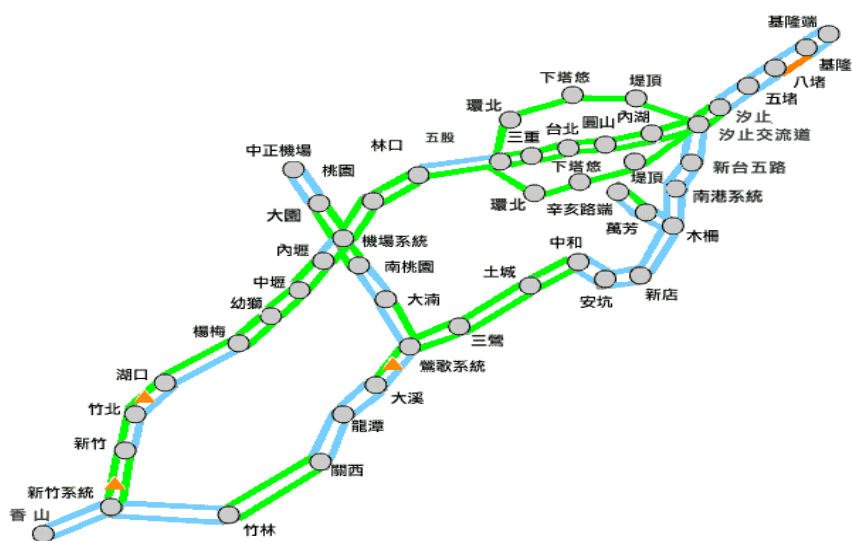 基隆端
基隆
八堵
五堵
汐止
汐止交流道
下塔悠
堤頂
環北
內湖
圓山
台北
三重
五股
林口
下塔悠
堤頂
環北
新台五路
南港系統
辛亥路端
萬芳
木柵
中正機場
桃園
大園
機場系統
內壢
南桃園
中壢
大湳
幼獅
楊梅
中和
土城
安坑
新店
三鶯
鶯歌系統
大溪
湖口
竹北
龍潭
新竹
關西
新竹系統
香山
竹林